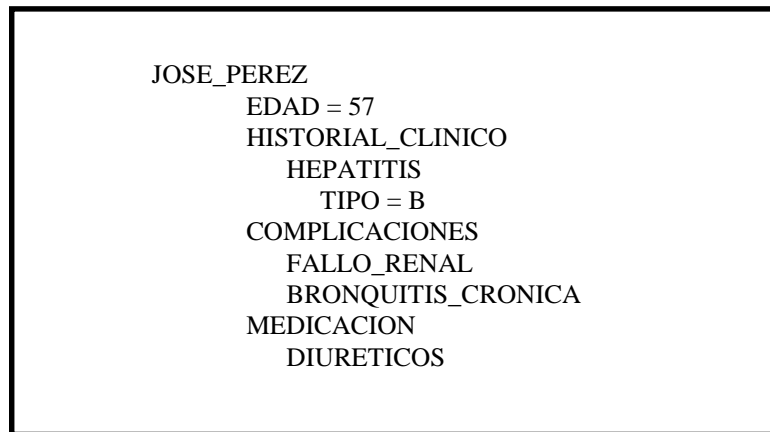 JOSE_PEREZ
EDAD = 57
HISTORIAL_CLINICO
HEPATITIS
TIPO = B
COMPLICACIONES
FALLO_RENAL
BRONQUITIS_CRONICA
MEDICACION
DIURETICOS